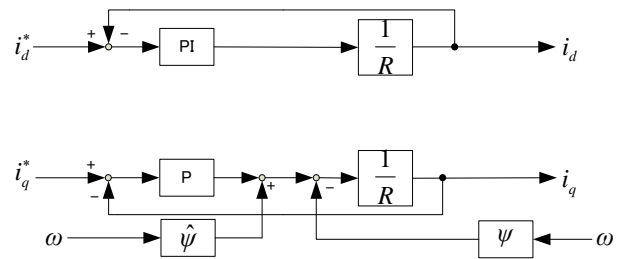 i_d^* + − PI 1/R i_d
i_q^* + − P + − 1/R i_q
ω ψ̂ ψ ω